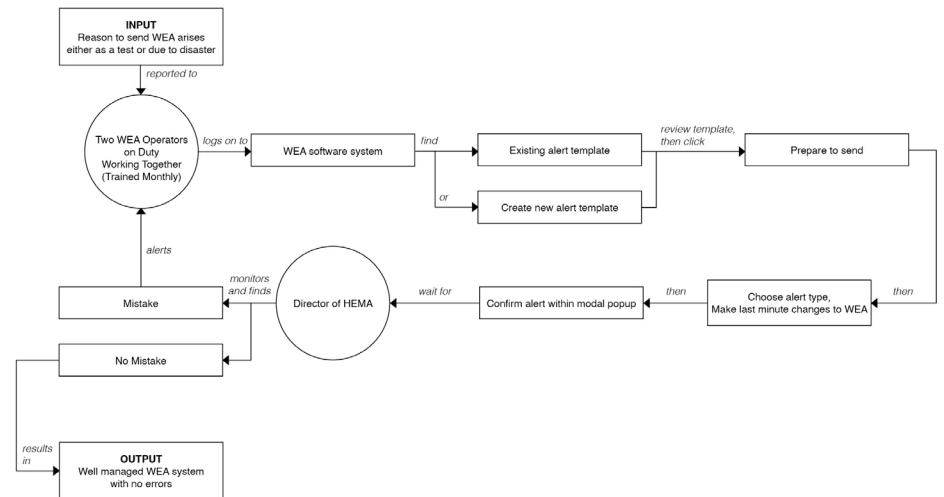 INPUT
Reason to send WEA arises
either as a test or due to disaster
reported to
Two WEA Operators
on Duty
Working Together
(Trained Monthly)
logs on to
WEA software system
find
Existing alert template
or
Create new alert template
review template,
then click
Prepare to send
then
Choose alert type,
Make last minute changes to WEA
then
Confirm alert within modal popup
wait for
Director of HEMA
monitors
and finds
Mistake
alerts
No Mistake
results
in
OUTPUT
Well managed WEA system
with no errors